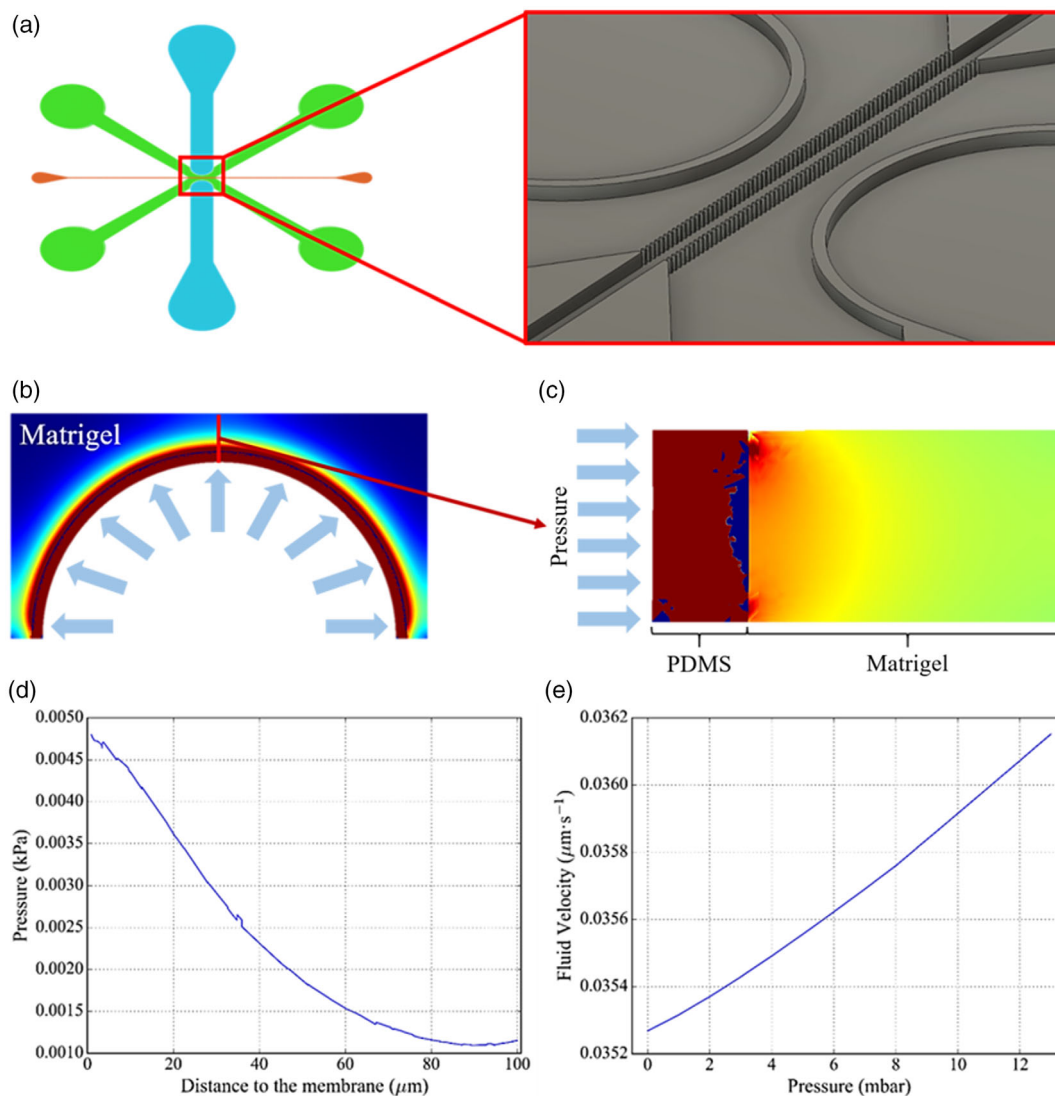 (a)
(b)
(c)
Matrigel
Pressure
PDMS
Matrigel
(d)
(e)
0.0050
0.0045
0.0040
0.0035
0.0030
0.0025
0.0020
0.0015
0.0010
Pressure (kPa)
0
20
40
60
80
100
Distance to the membrane (μm)
0.0362
0.0360
0.0358
0.0356
0.0354
0.0352
Fluid Velocity (μm·s⁻¹)
0
2
4
6
8
10
12
Pressure (mbar)